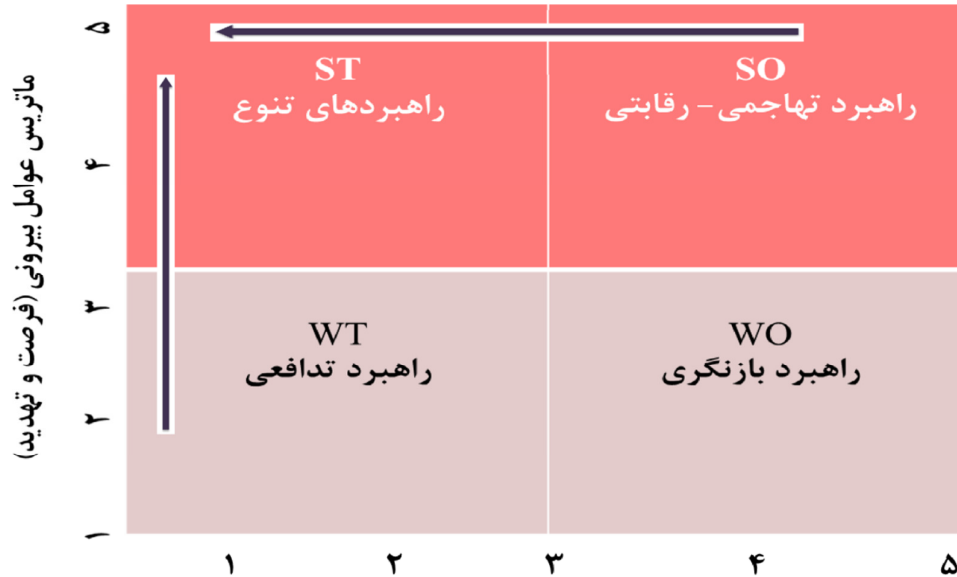 ماتریس عوامل بیرونی (فرصت و تهدید)
۵
۴
۳
۲
۱
SO
راهبرد تهاجمی – رقابتی
ST
راهبردهای تنوع
WO
راهبرد بازنگری
WT
راهبرد تدافعی
۱ ۲ ۳ ۴ ۵